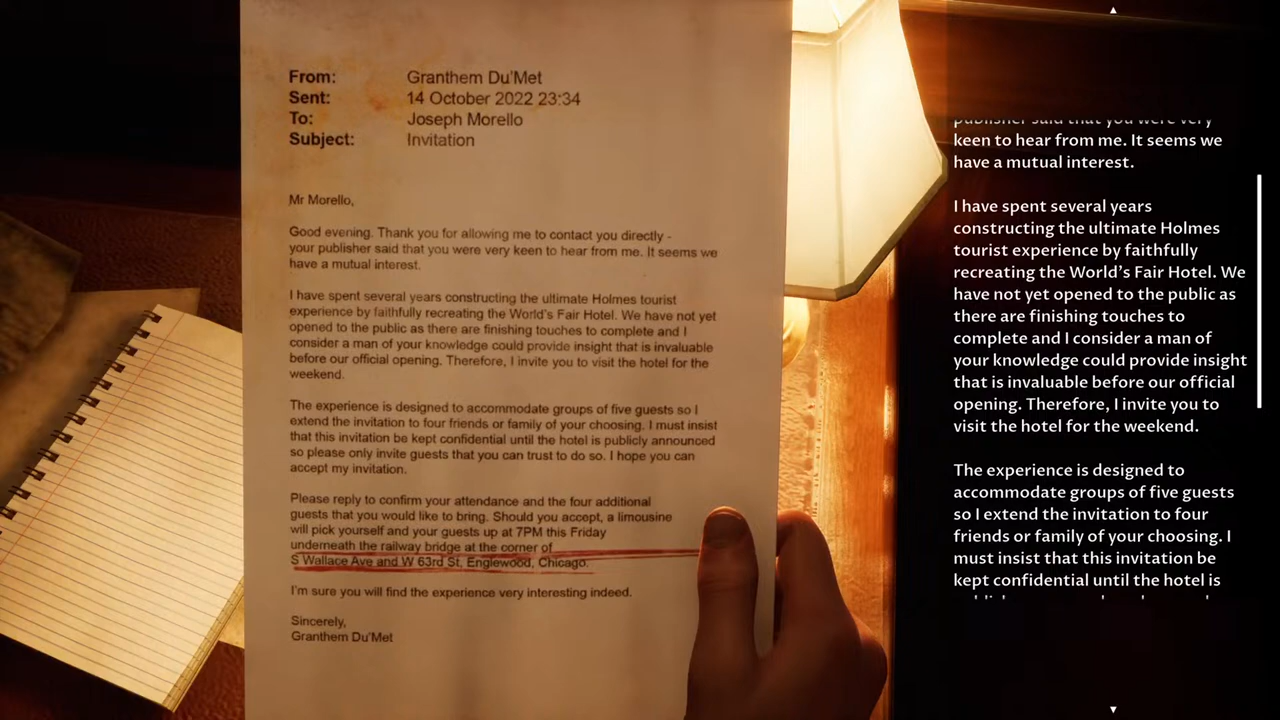 From: Granthem Du'Met
Sent: 14 October 2022 23:34
To: Joseph Morello
Subject: Invitation
Mr Morello,
Good evening. Thank you for allowing me to contact you directly -
your publisher said that you were very keen to hear from me. It seems we
have a mutual interest.
I have spent several years constructing the ultimate Holmes tourist
experience by faithfully recreating the World's Fair Hotel. We have not yet
opened to the public as there are finishing touches to complete and I
consider a man of your knowledge could provide insight that is invaluable
before our official opening. Therefore, I invite you to visit the hotel for the
weekend.
The experience is designed to accommodate groups of five guests so I
extend the invitation to four friends or family of your choosing. I must insist
that this invitation be kept confidential until the hotel is publicly announced
so please only invite guests that you can trust to do so. I hope you can
accept my invitation.
Please reply to confirm your attendance and the four additional
guests that you would like to bring. Should you accept, a limousine
will pick yourself and your guests up at 7PM this Friday
underneath the railway bridge at the corner of
S Wallace Ave and W 63rd St, Englewood, Chicago.
I'm sure you will find the experience very interesting indeed.
Sincerely,
Granthem Du'Met
publisher said that you were very
keen to hear from me. It seems we
have a mutual interest.
I have spent several years
constructing the ultimate Holmes
tourist experience by faithfully
recreating the World's Fair Hotel. We
have not yet opened to the public as
there are finishing touches to
complete and I consider a man of
your knowledge could provide insight
that is invaluable before our official
opening. Therefore, I invite you to
visit the hotel for the weekend.
The experience is designed to
accommodate groups of five guests
so I extend the invitation to four
friends or family of your choosing. I
must insist that this invitation be
kept confidential until the hotel is